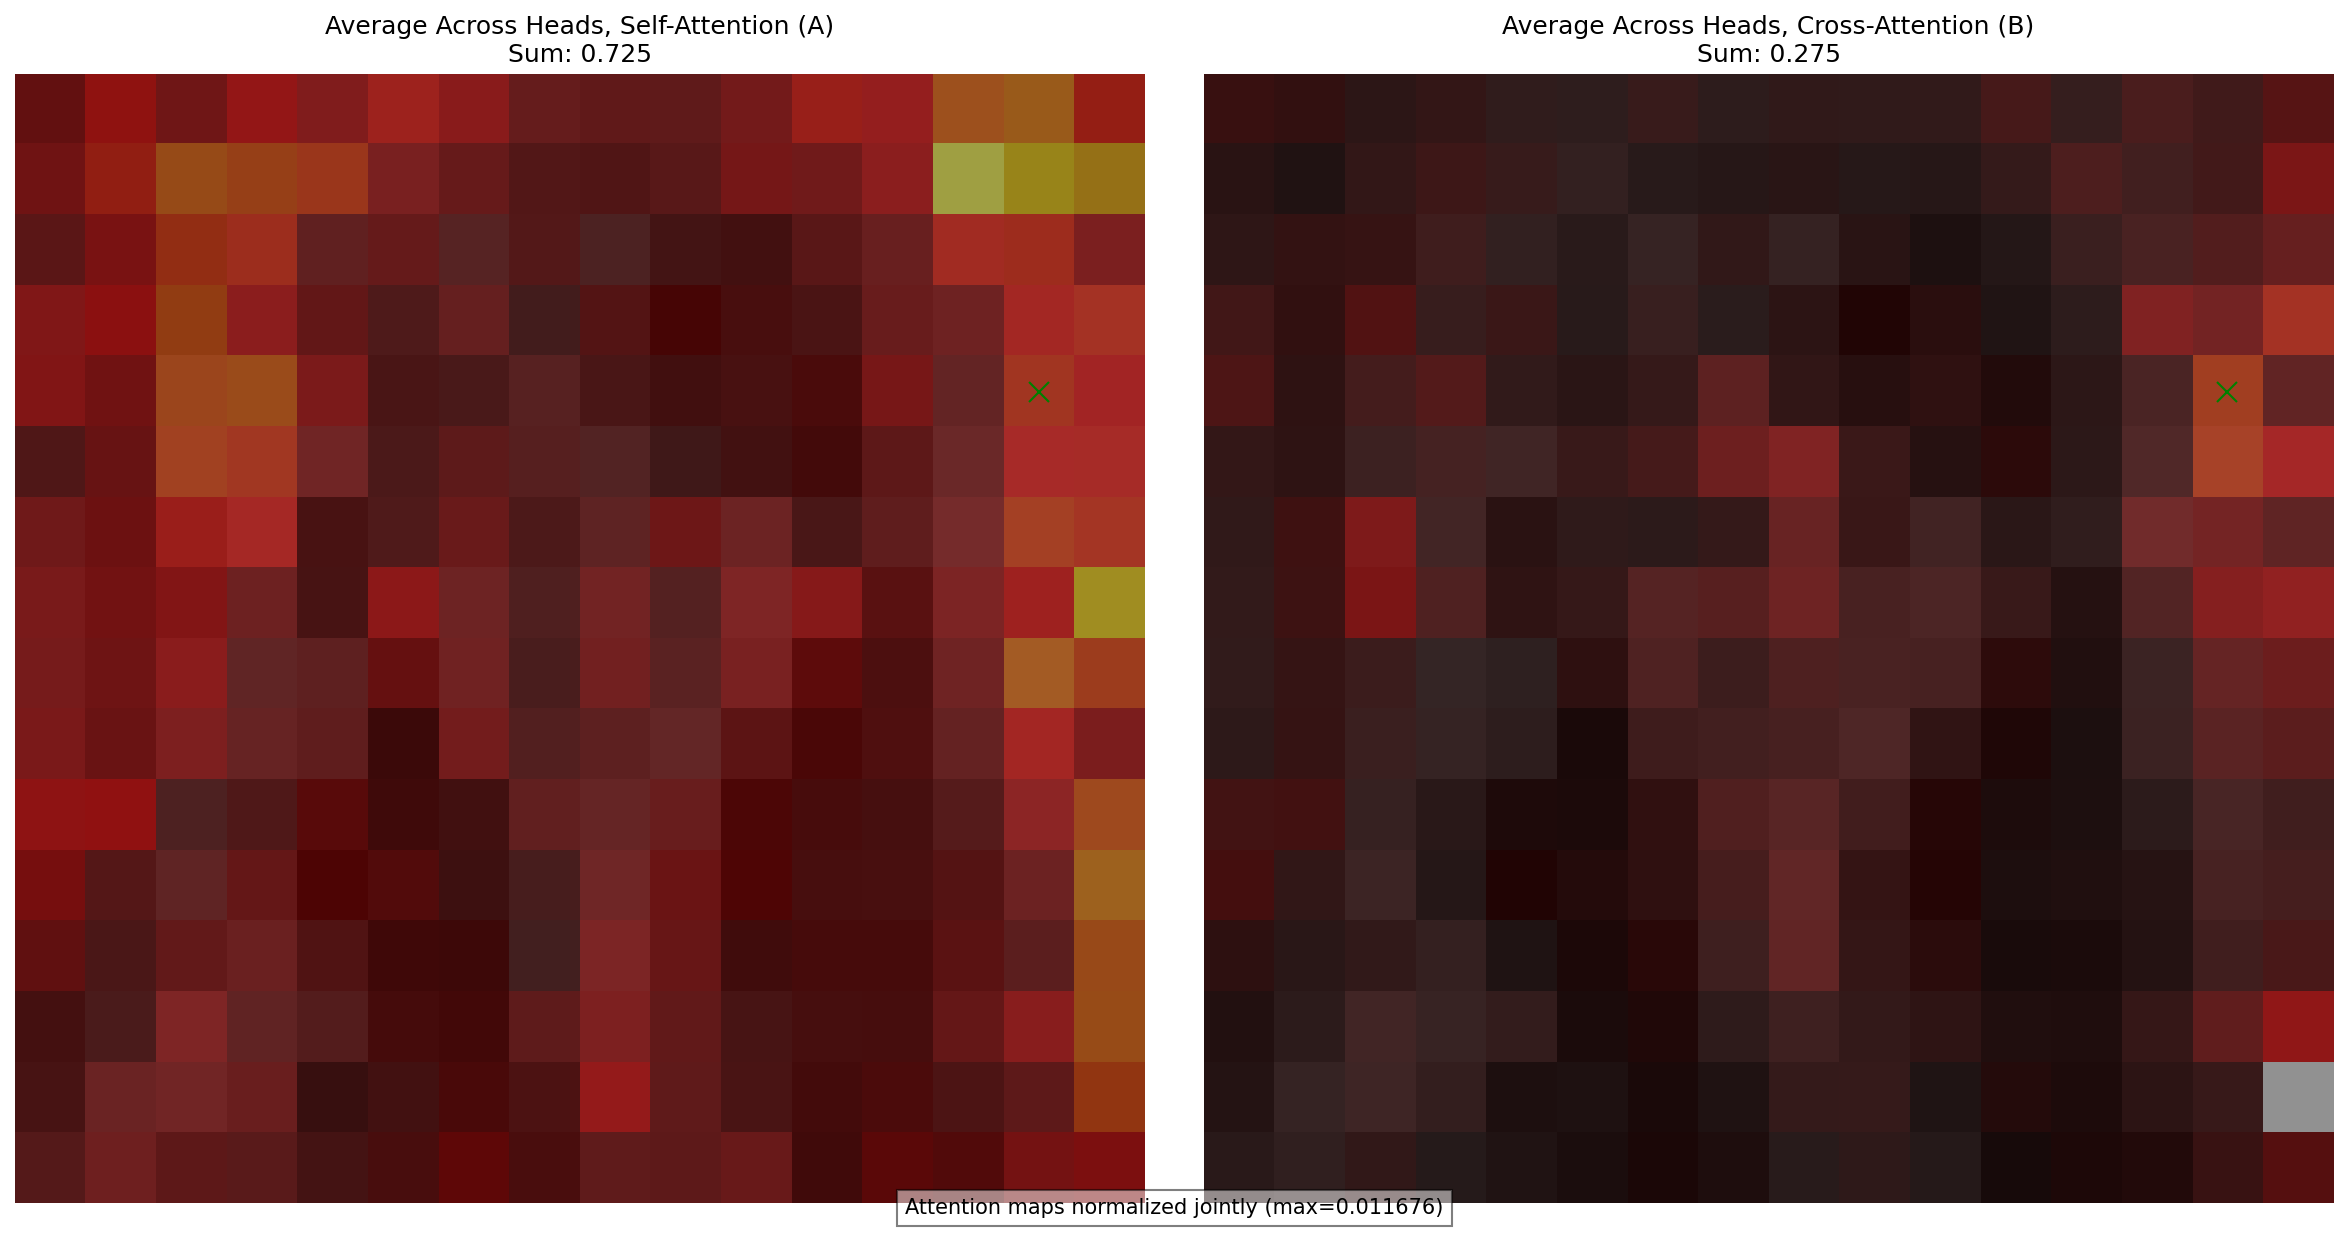 Average Across Heads, Self-Attention (A)
Sum: 0.725
Average Across Heads, Cross-Attention (B)
Sum: 0.275
Attention maps normalized jointly (max=0.011676)